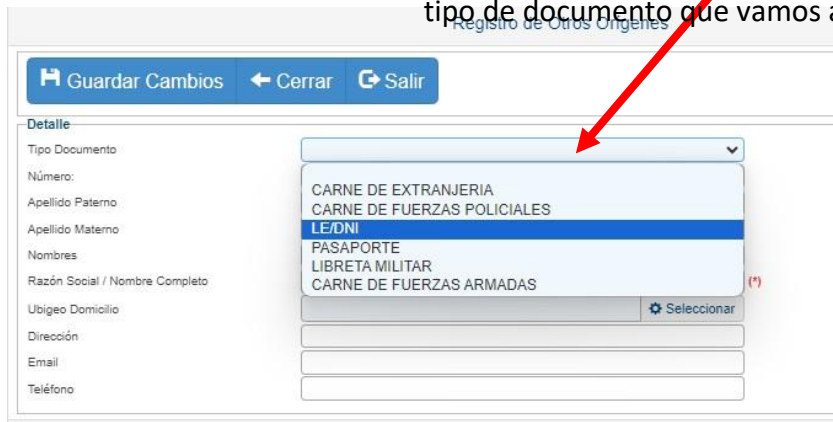 tipo de documento que vamos a
Registro de Otros Orígenes
Guardar Cambios Cerrar Salir
Detalle
Tipo Documento
Número:
CARNE DE EXTRANJERIA
Apellido Paterno
CARNE DE FUERZAS POLICIALES
Apellido Materno
LE/DNI
Nombres
PASAPORTE
LIBRETA MILITAR
Razón Social / Nombre Completo
CARNE DE FUERZAS ARMADAS
(*)
Ubigeo Domicilio
Seleccionar
Dirección
Email
Teléfono